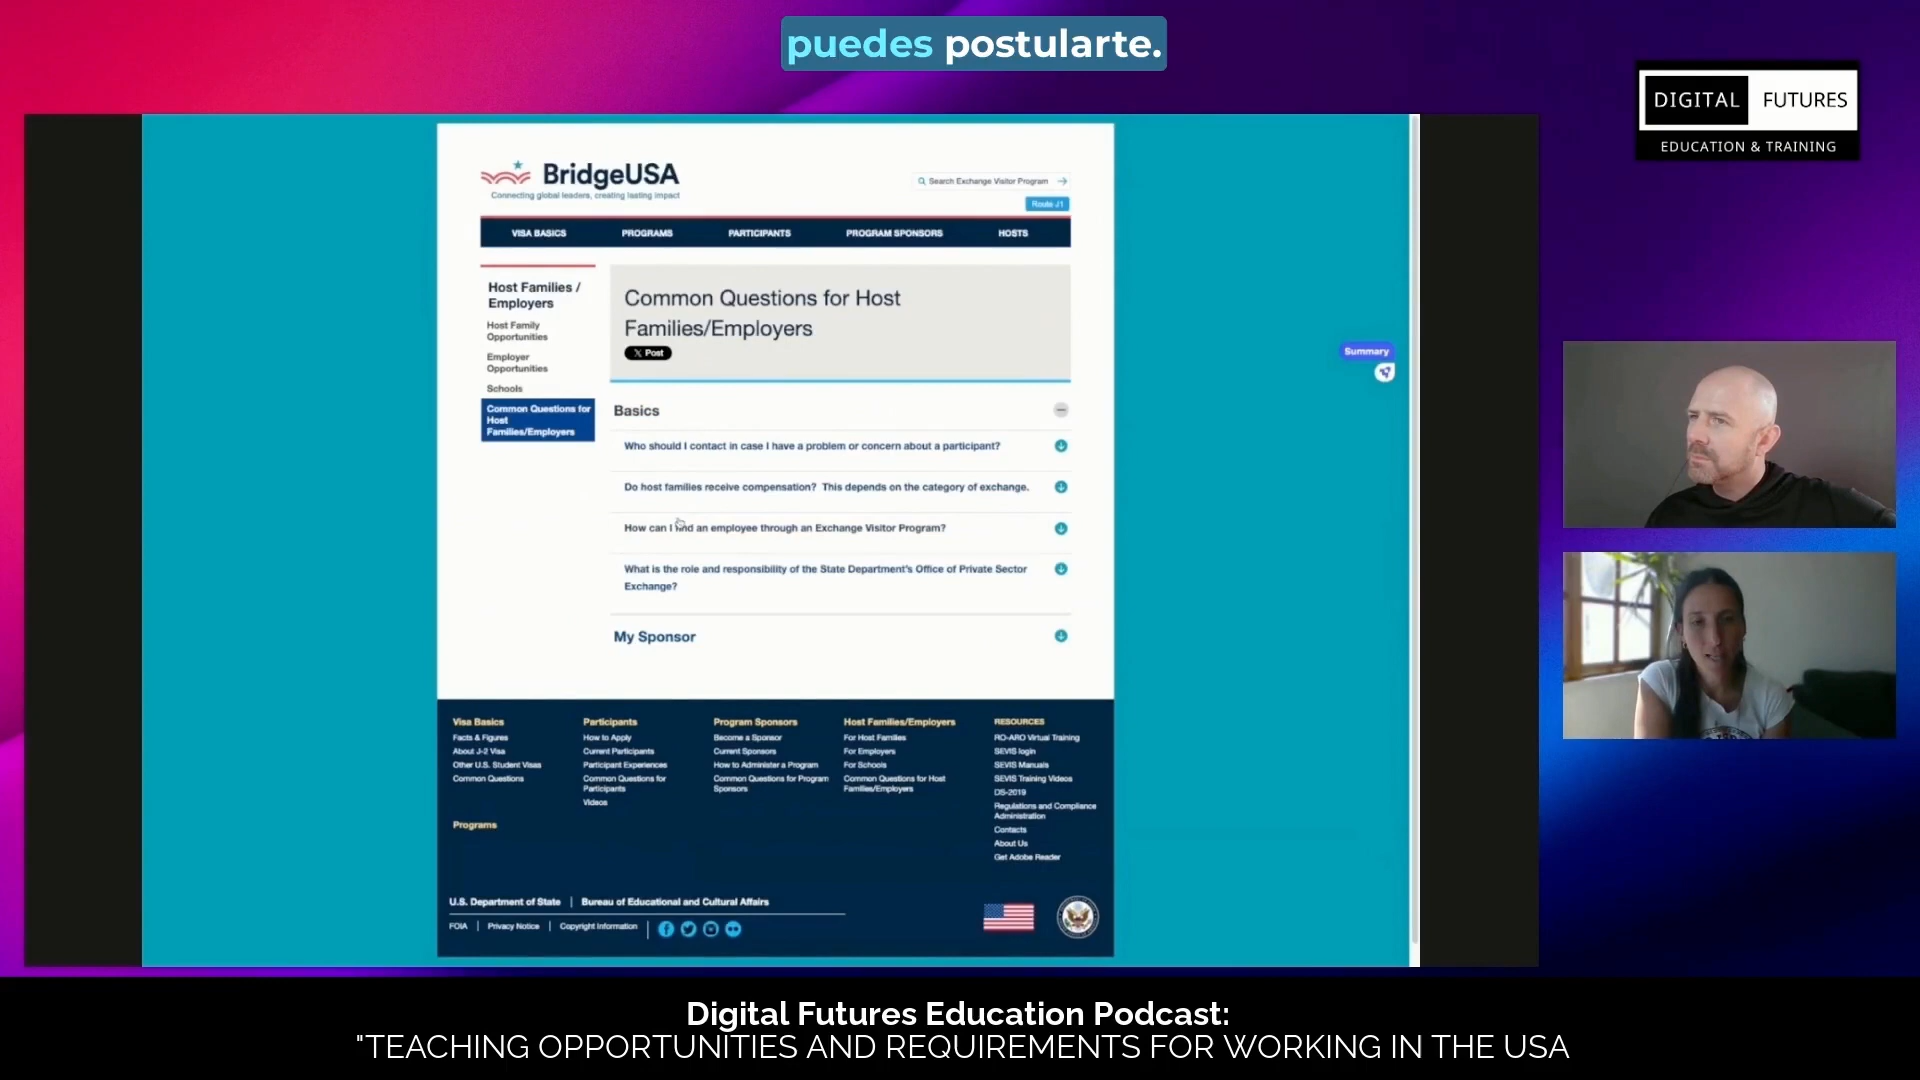 puedes postularte.
DIGITAL FUTURES
EDUCATION & TRAINING
BridgeUSA
Connecting global leaders, creating lasting impact
Search Exchange Visitor Program
Route J1
VISA BASICS PROGRAMS PARTICIPANTS PROGRAM SPONSORS HOSTS
Host Families /
Employers
Host Family
Opportunities
Employer
Opportunities
Schools
Common Questions for
Host
Families/Employers
Common Questions for Host
Families/Employers
X Post
Basics
Who should I contact in case I have a problem or concern about a participant?
Do host families receive compensation? This depends on the category of exchange.
How can I find an employee through an Exchange Visitor Program?
What is the role and responsibility of the State Department's Office of Private Sector
Exchange?
My Sponsor
Summary
Visa Basics
Facts & Figures
About J-2 Visa
Other U.S. Student Visas
Common Questions
Programs
Participants
How to Apply
Current Participants
Participant Experiences
Common Questions for
Participants
Videos
Program Sponsors
Become a Sponsor
Current Sponsors
How to Administer a Program
Common Questions for Program
Sponsors
Host Families/Employers
For Host Families
For Employers
For Schools
Common Questions for Host
Families/Employers
RESOURCES
RO-ARO Virtual Training
SEVIS login
SEVIS Manuals
SEVIS Training Videos
DS-2019
Regulations and Compliance
Administration
Contacts
About Us
Get Adobe Reader
U.S. Department of State | Bureau of Educational and Cultural Affairs
FOIA | Privacy Notice | Copyright Information
Digital Futures Education Podcast:
"TEACHING OPPORTUNITIES AND REQUIREMENTS FOR WORKING IN THE USA